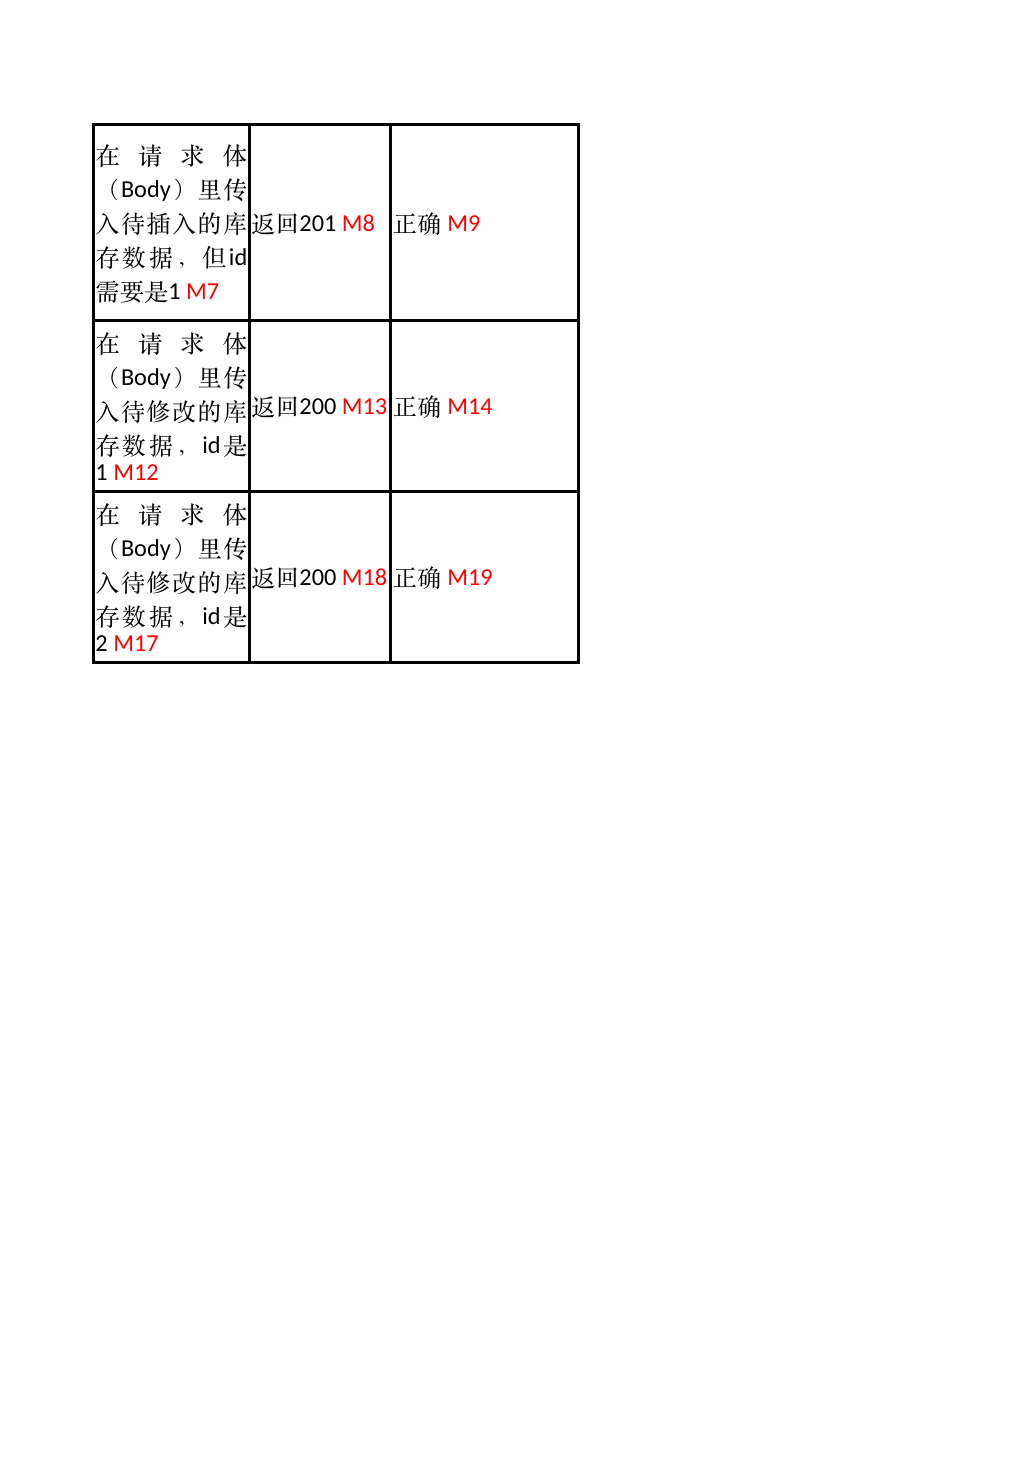 在请求体
（Body）里传
入待插入的库
存数据，但id
需要是1 M7
返回201 M8
正确 M9
在请求体
（Body）里传
入待修改的库
存数据，id是
1 M12
返回200 M13
正确 M14
在请求体
（Body）里传
入待修改的库
存数据，id是
2 M17
返回200 M18
正确 M19